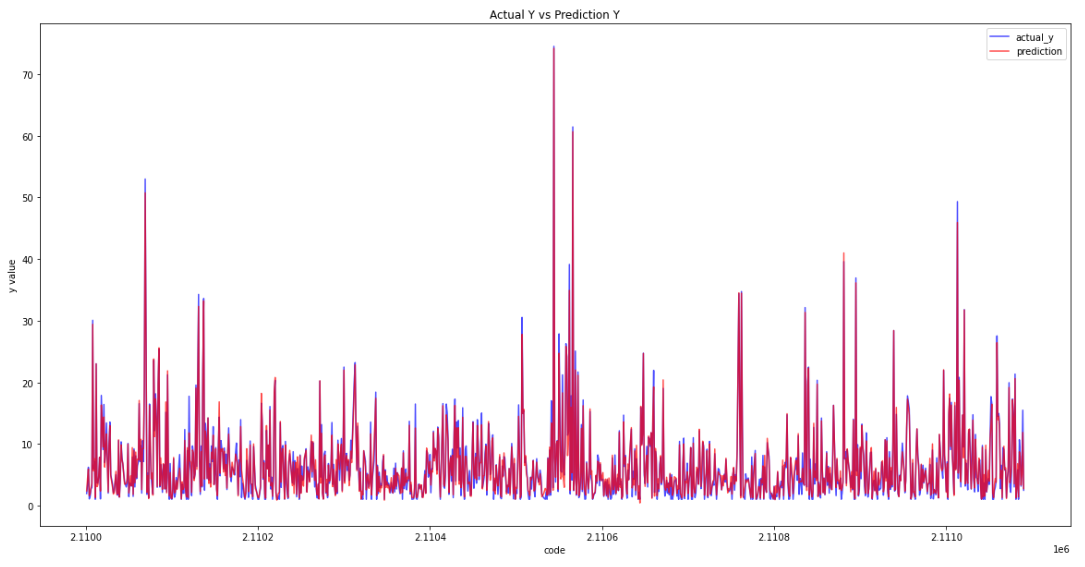 Actual Y vs Prediction Y
actual_y
prediction
70
60
50
40
30
20
10
0
y value
2.1100
2.1102
2.1104
2.1106
2.1108
2.1110
1e6
code